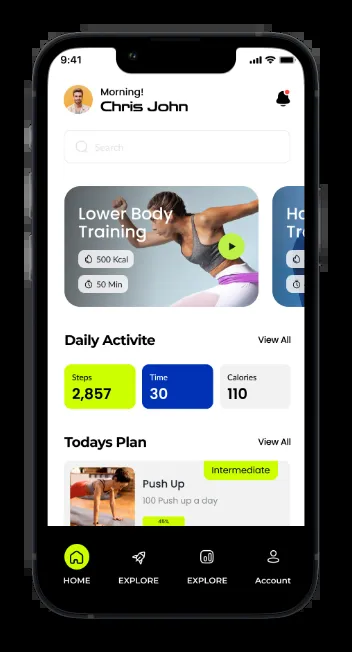 9:41
Morning!
Chris John
Search
Lower Body
Training
500 Kcal
50 Min
Daily Activite
View All
Steps
2,857
Time
30
Calories
110
Todays Plan
View All
Intermediate
Push Up
100 Push up a day
45%
HOME
EXPLORE
EXPLORE
Account